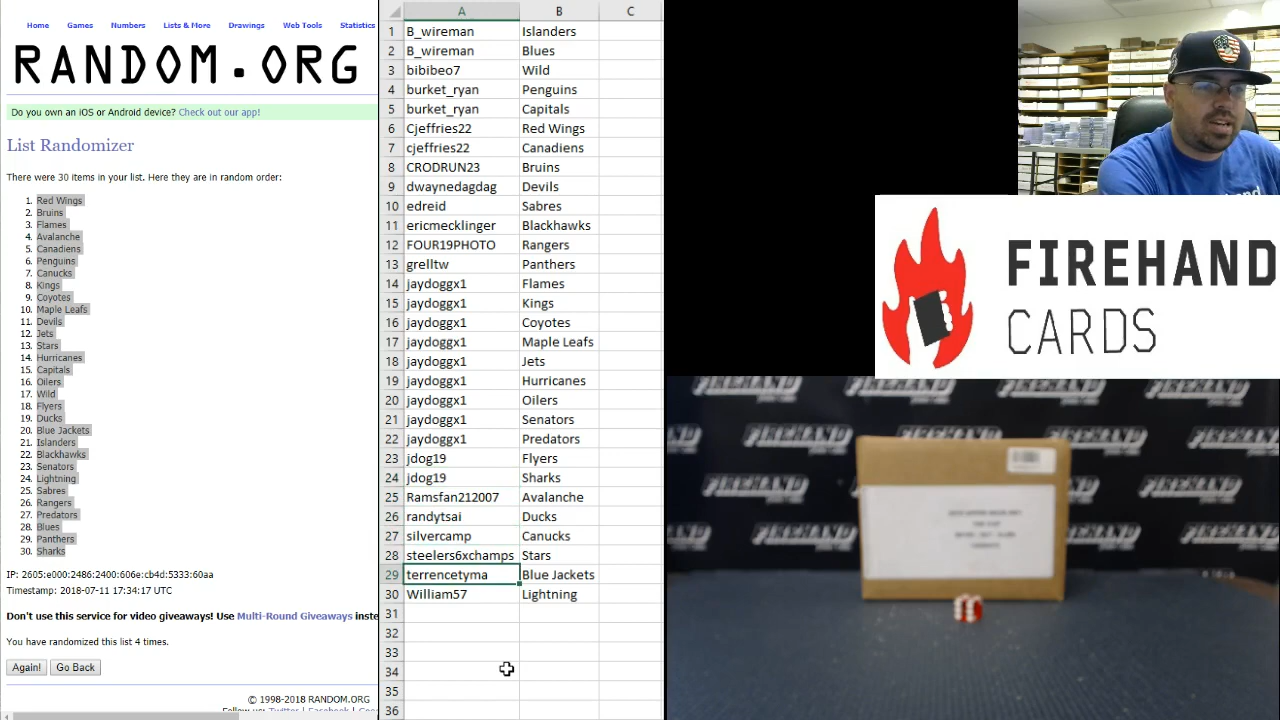 Home Games Numbers Lists & More Drawings Web Tools Statistics
RANDOM.ORG
Do you own an iOS or Android device? Check out our app!
List Randomizer
There were 30 items in your list. Here they are in random order:
1. Red Wings
2. Bruins
3. Flames
4. Avalanche
5. Canadiens
6. Penguins
7. Canucks
8. Kings
9. Coyotes
10. Maple Leafs
11. Devils
12. Jets
13. Stars
14. Hurricanes
15. Capitals
16. Oilers
17. Wild
18. Flyers
19. Ducks
20. Blue Jackets
21. Islanders
22. Blackhawks
23. Senators
24. Lightning
25. Sabres
26. Rangers
27. Predators
28. Blues
29. Panthers
30. Sharks
IP: 2605:e000:2486:2400:606e:cb4d:5333:60aa
Timestamp: 2018-07-11 17:34:17 UTC
Don't use this service for video giveaways! Use Multi-Round Giveaways inste
You have randomized this list 4 times.
Again! Go Back
© 1998-2018 RANDOM.ORG
Follow us: Twitter | Facebook |
A B C
1 B_wireman Islanders
2 B_wireman Blues
3 bibibeo7 Wild
4 burket_ryan Penguins
5 burket_ryan Capitals
6 Cjeffries22 Red Wings
7 cjeffries22 Canadiens
8 CRODRUN23 Bruins
9 dwaynedagdag Devils
10 edreid Sabres
11 ericmecklinger Blackhawks
12 FOUR19PHOTO Rangers
13 grelltw Panthers
14 jaydoggx1 Flames
15 jaydoggx1 Kings
16 jaydoggx1 Coyotes
17 jaydoggx1 Maple Leafs
18 jaydoggx1 Jets
19 jaydoggx1 Hurricanes
20 jaydoggx1 Oilers
21 jaydoggx1 Senators
22 jaydoggx1 Predators
23 jdog19 Flyers
24 jdog19 Sharks
25 Ramsfan212007 Avalanche
26 randytsai Ducks
27 silvercamp Canucks
28 steelers6xchamps Stars
29 terrencetyma Blue Jackets
30 William57 Lightning
31
32
33
34
35
36
FIREHAND
CARDS